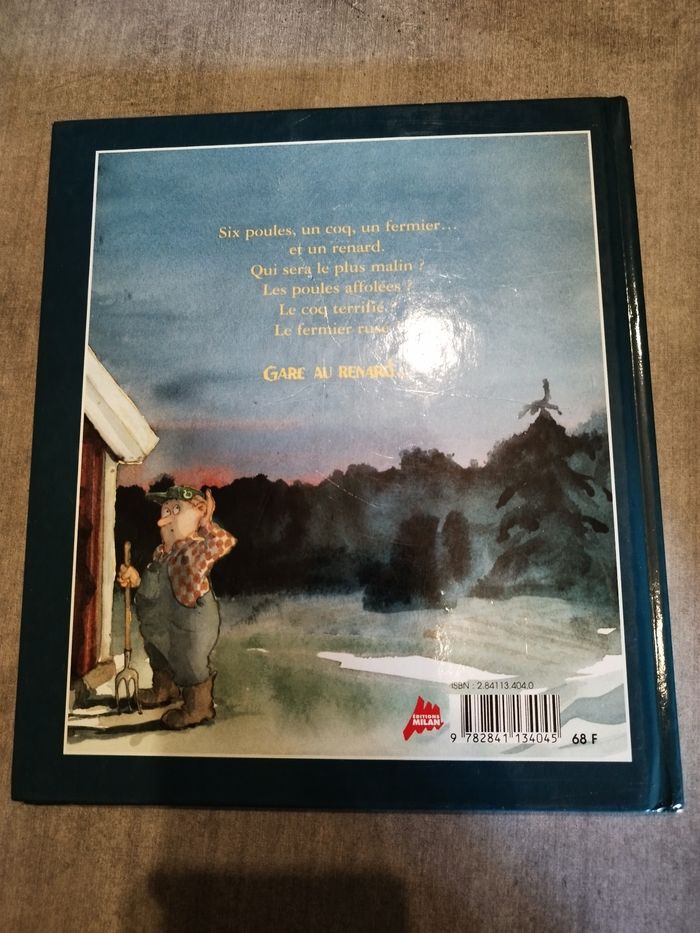 Six poules, un coq, un fermier...
et un renard.
Qui sera le plus malin ?
Les poules affolées ?
Le coq terrifié
Le fermier
GARE AU RENARD
ISBN : 2.84113.404.0
ÉDITIONS
MILAN
9 782841 134045 68 F